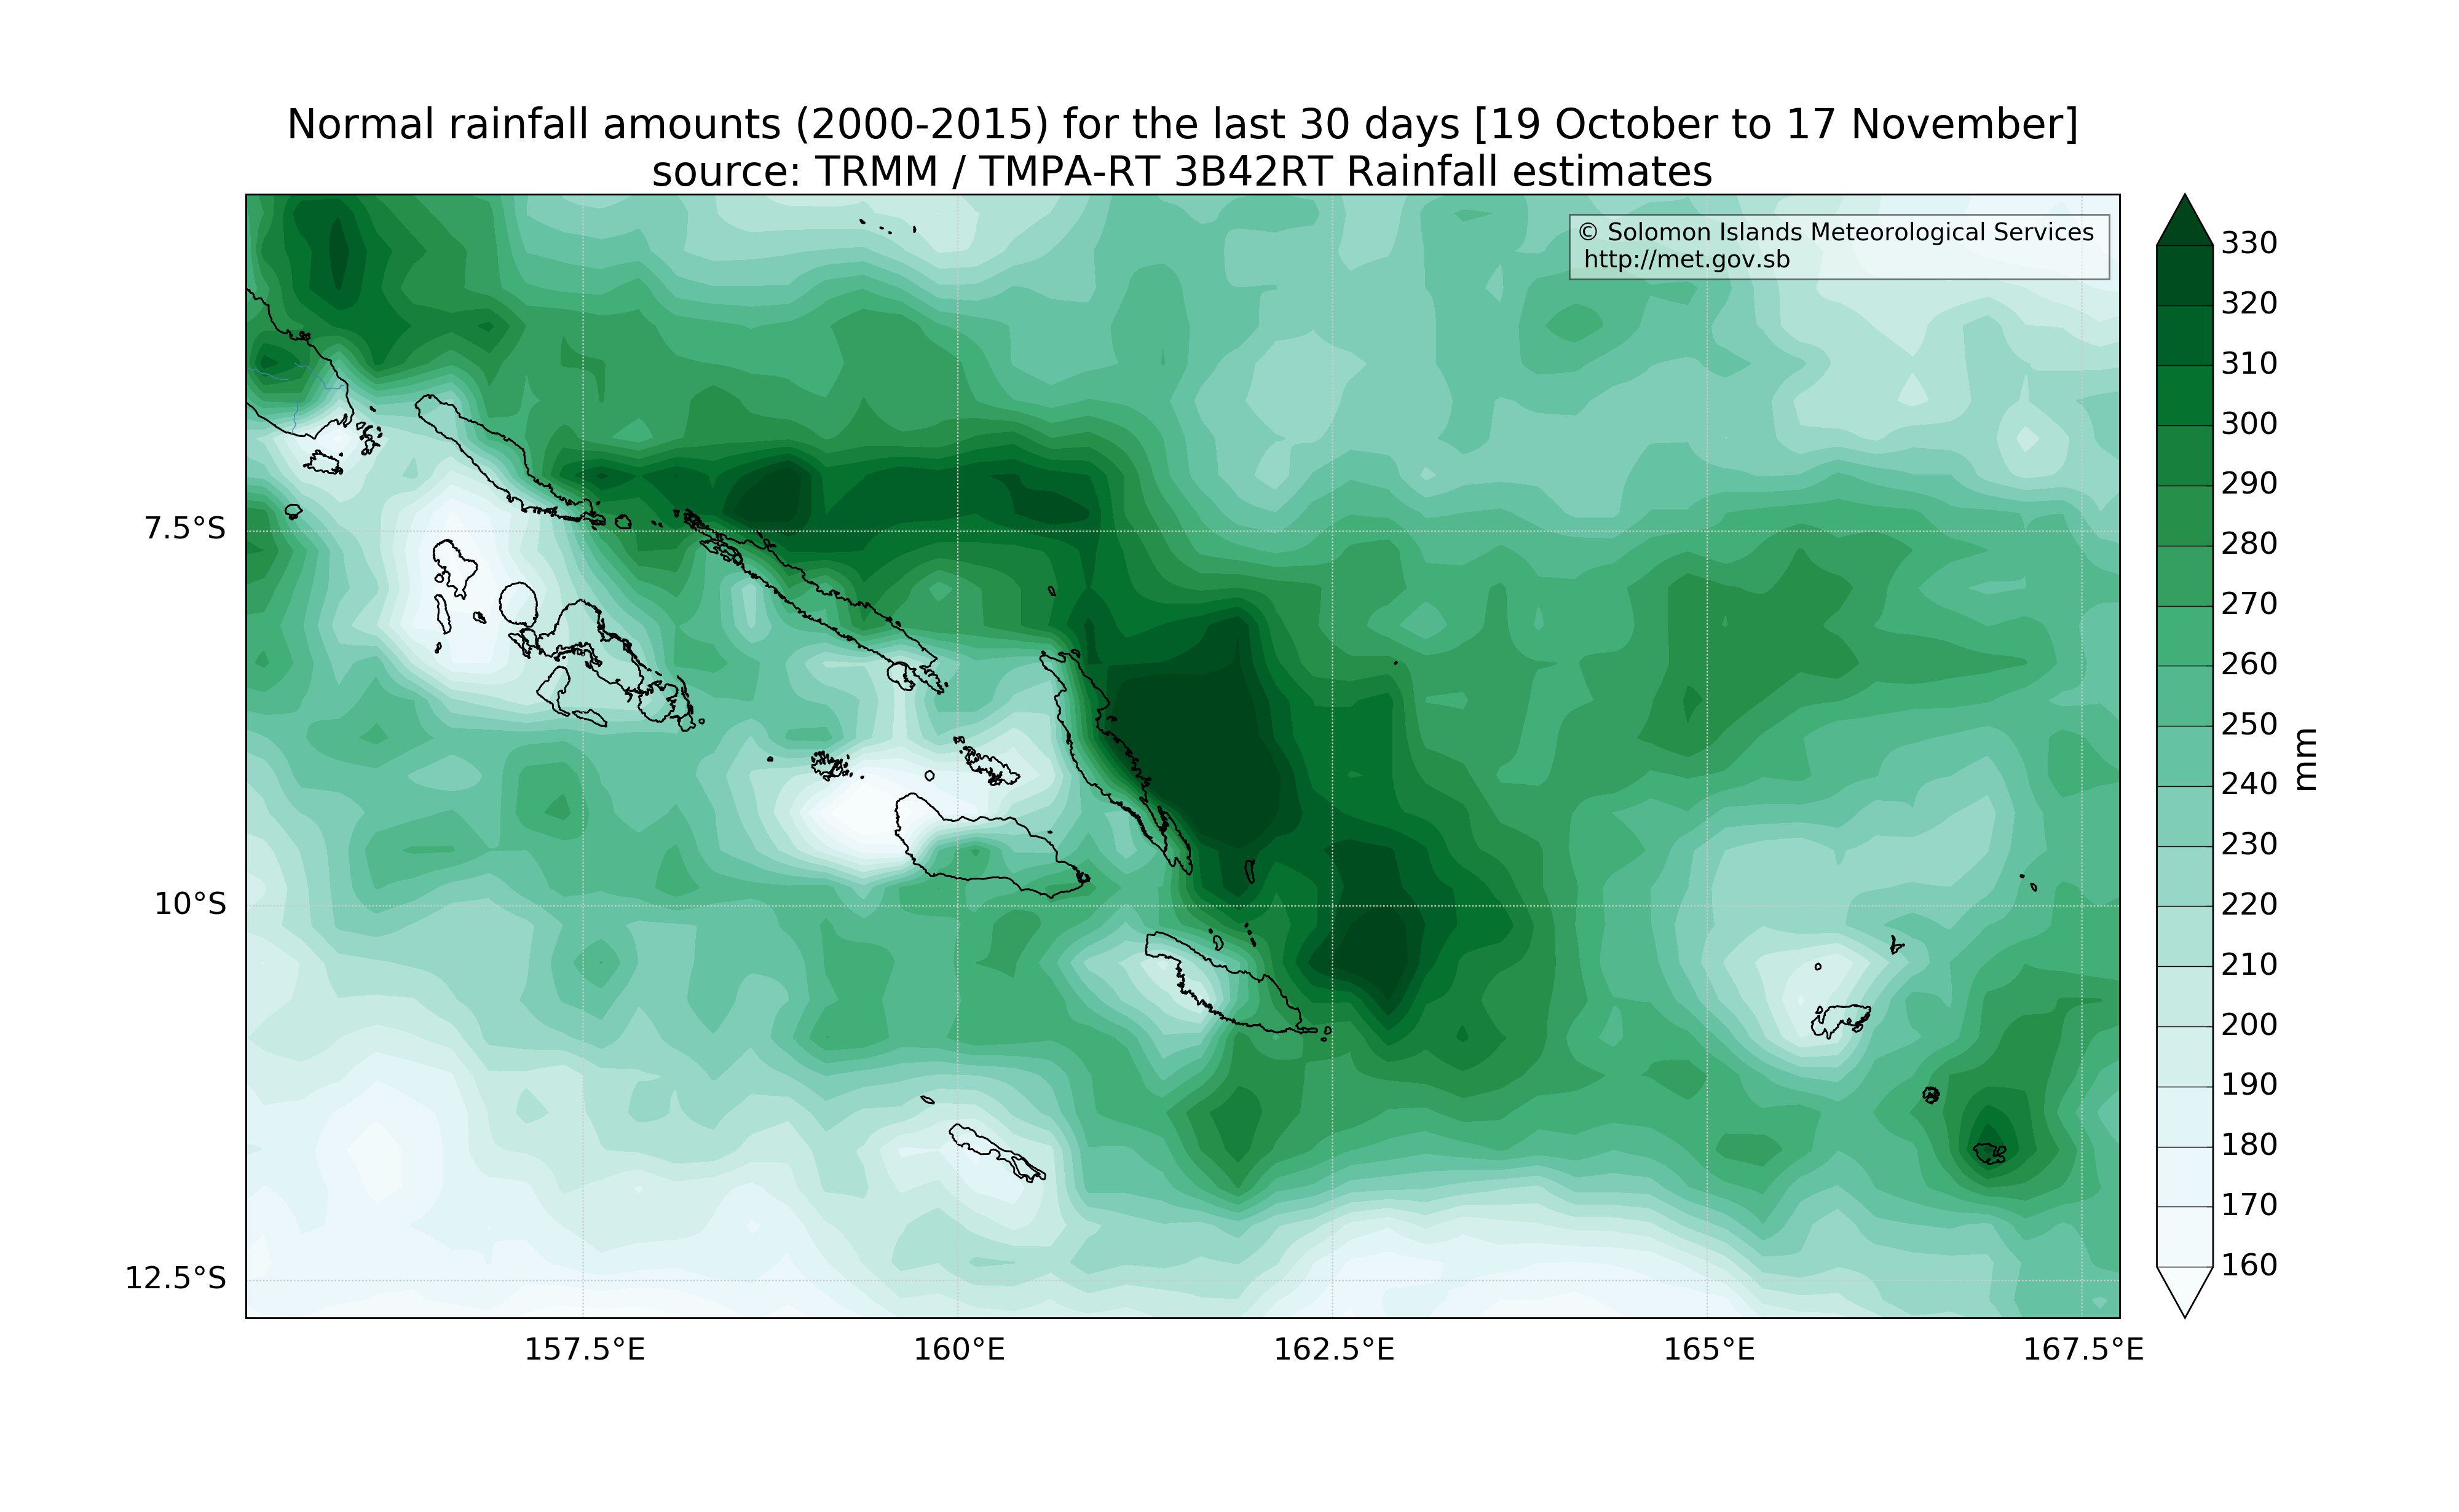 Normal rainfall amounts (2000-2015) for the last 30 days [19 October to 17 November]
source: TRMM / TMPA-RT 3B42RT Rainfall estimates
© Solomon Islands Meteorological Services
http://met.gov.sb
7.5°S
10°S
12.5°S
157.5°E
160°E
162.5°E
165°E
167.5°E
330
320
310
300
290
280
270
260
250
240
230
220
210
200
190
180
170
160
mm